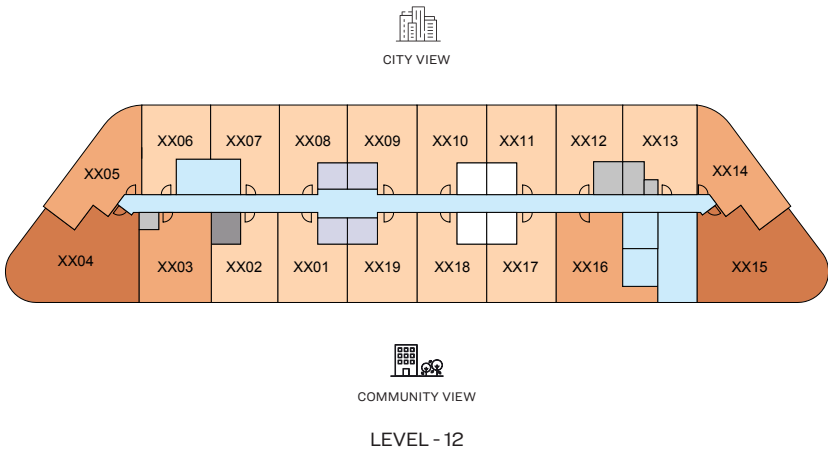 CITY VIEW
XX06 XX07 XX08 XX09 XX10 XX11 XX12 XX13
XX05 XX14
XX04 XX03 XX02 XX01 XX19 XX18 XX17 XX16 XX15
COMMUNITY VIEW
LEVEL - 12